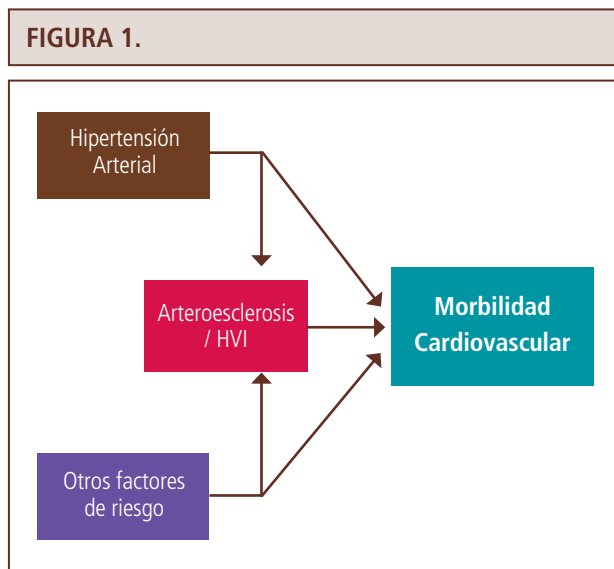 FIGURA 1.
Hipertensión
Arterial
Arteroesclerosis
/ HVI
Morbilidad
Cardiovascular
Otros factores
de riesgo